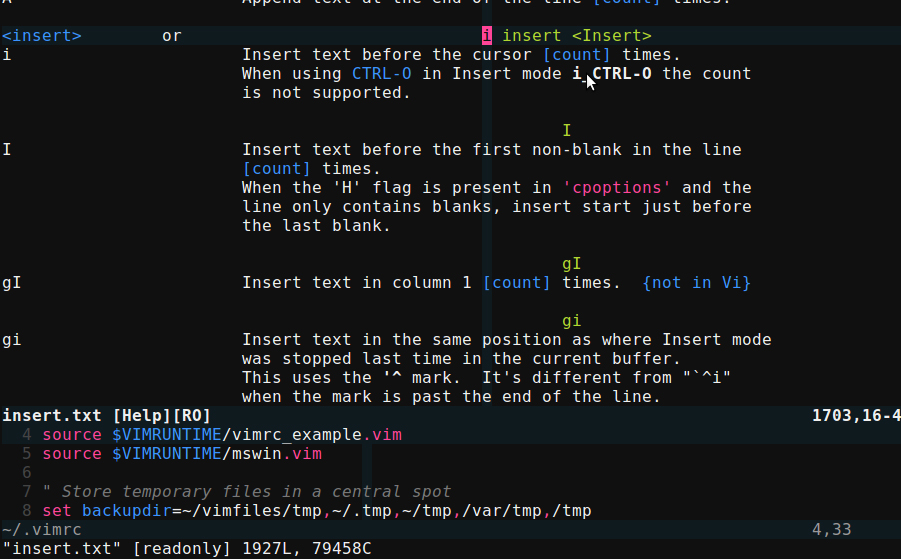 A                       Append text at the end of the line [count] times.
<insert>        or                              i insert <Insert>
i                       Insert text before the cursor [count] times.
When using CTRL-O in Insert mode i_CTRL-O the count
is not supported.
I
I                       Insert text before the first non-blank in the line
[count] times.
When the 'H' flag is present in 'cpoptions' and the
line only contains blanks, insert start just before
the last blank.
gI
gI                      Insert text in column 1 [count] times.  {not in Vi}
gi
gi                      Insert text in the same position as where Insert mode
was stopped last time in the current buffer.
This uses the '^ mark.  It's different from "`^i"
when the mark is past the end of the line.
insert.txt [Help][RO] 1703,16-4
4 source $VIMRUNTIME/vimrc_example.vim
5 source $VIMRUNTIME/mswin.vim
6
7 " Store temporary files in a central spot
8 set backupdir=~/vimfiles/tmp,~/.tmp,~/tmp,/var/tmp,/tmp
~/.vimrc 4,33
"insert.txt" [readonly] 1927L, 79458C